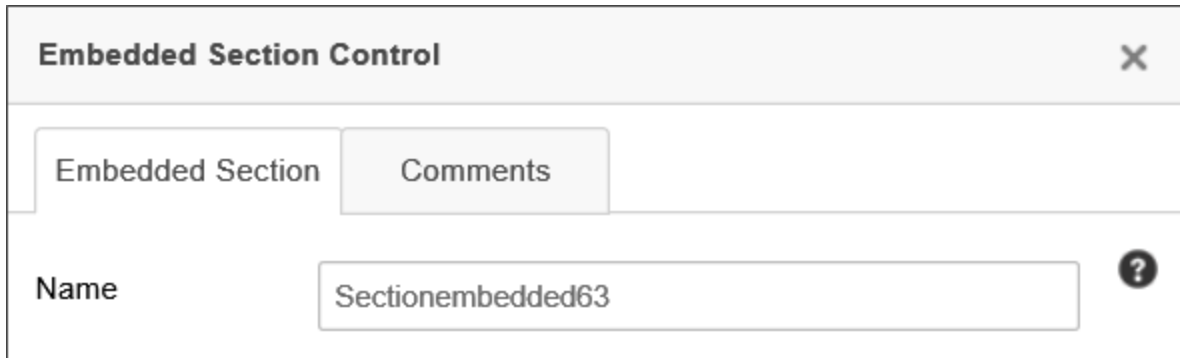 Embedded Section Control
Embedded Section Comments
Name Sectionembedded63